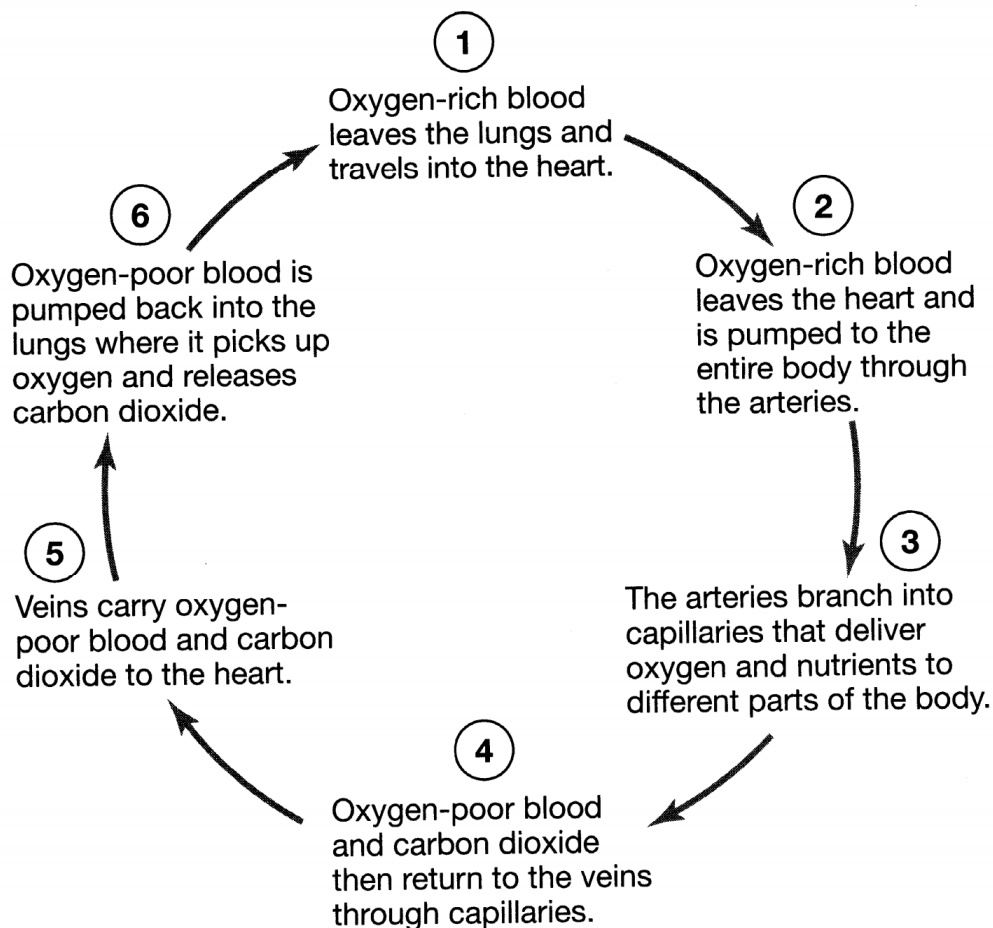 1
Oxygen-rich blood
leaves the lungs and
travels into the heart.
2
Oxygen-rich blood
leaves the heart and
is pumped to the
entire body through
the arteries.
3
The arteries branch into
capillaries that deliver
oxygen and nutrients to
different parts of the body.
4
Oxygen-poor blood
and carbon dioxide
then return to the veins
through capillaries.
5
Veins carry oxygen-
poor blood and carbon
dioxide to the heart.
6
Oxygen-poor blood is
pumped back into the
lungs where it picks up
oxygen and releases
carbon dioxide.